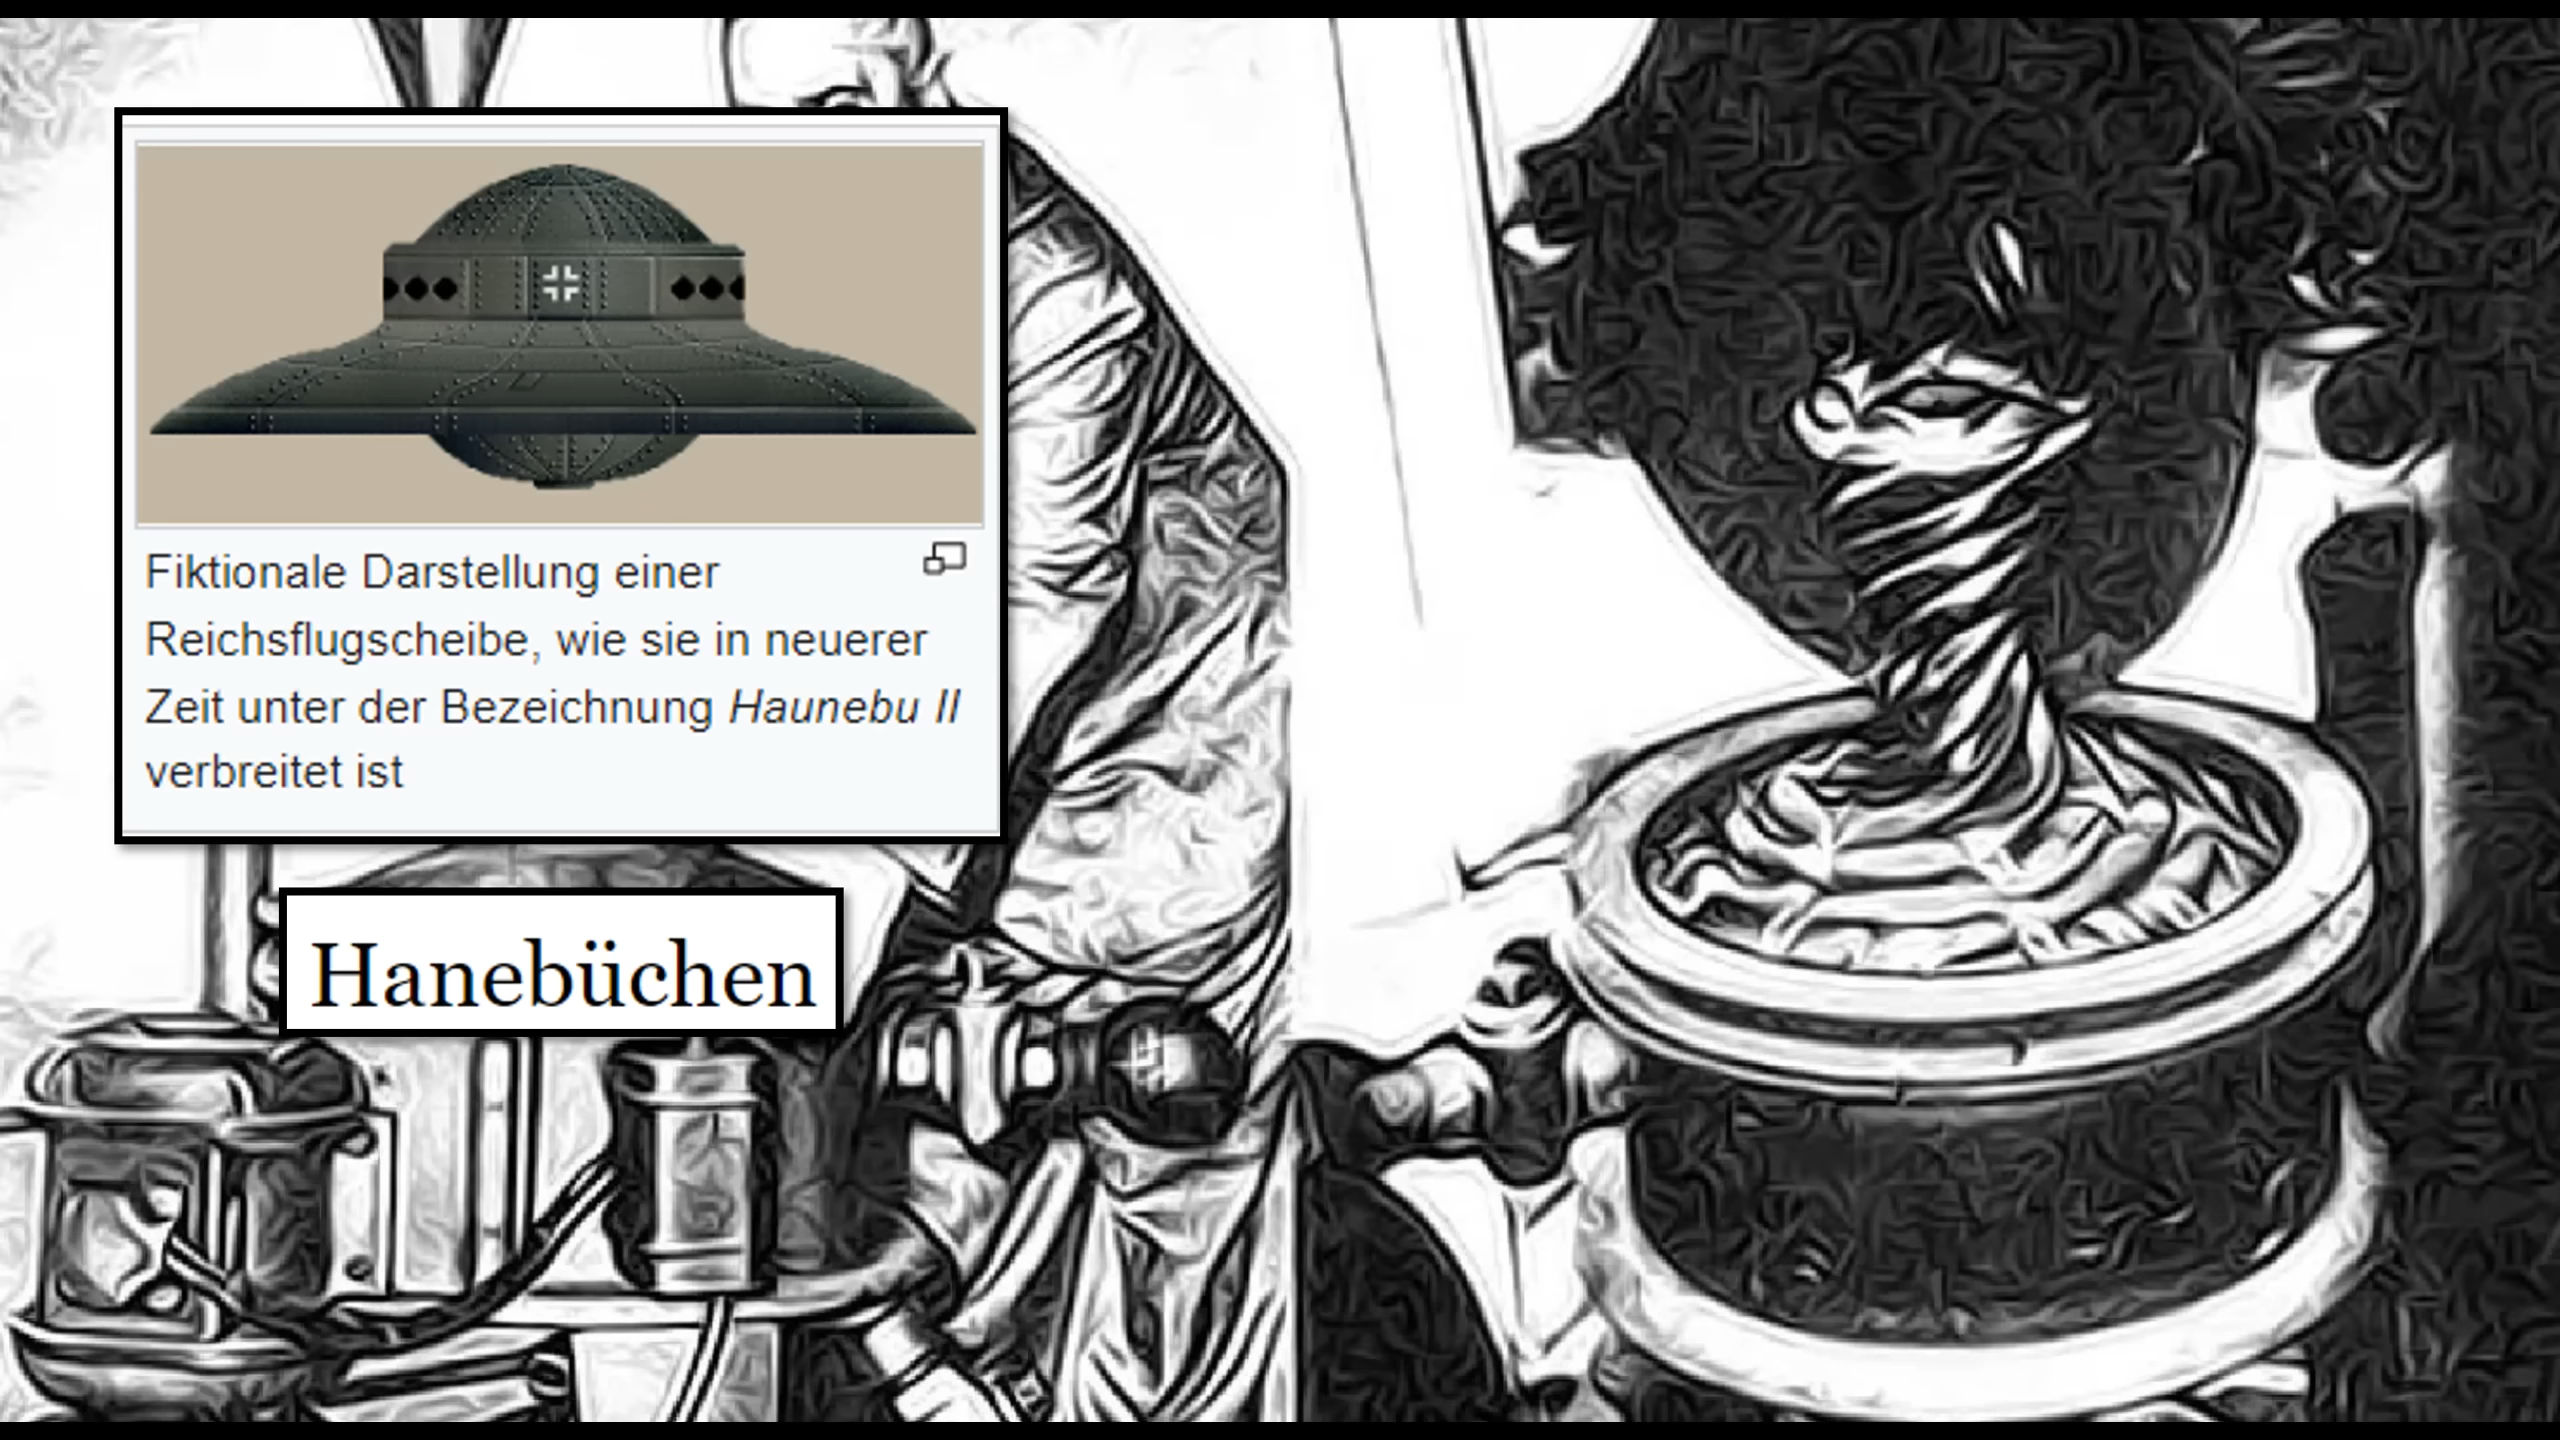 Fiktionale Darstellung einer
Reichsflugscheibe, wie sie in neuerer
Zeit unter der Bezeichnung Haunebu II
verbreitet ist
Hanebüchen